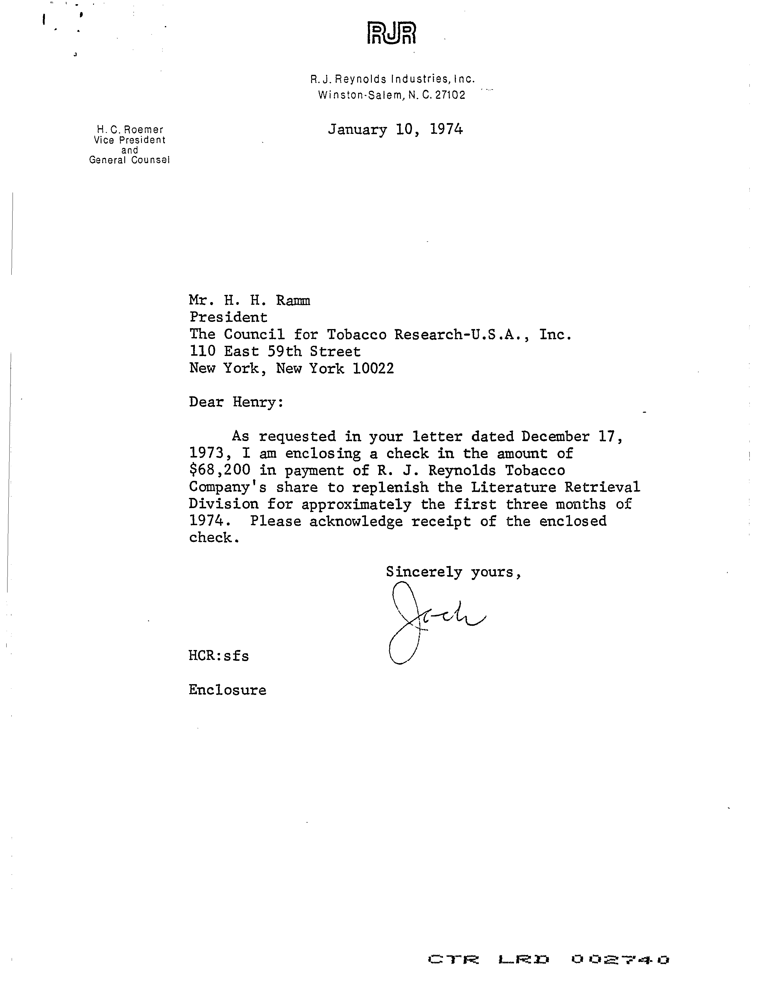 RJR
R.J. Reynolds Industries, Inc.
Winston-Salem, N. C. 27102
H. C. Roemer
Vice President
and
General Counsel
January 10, 1974
Mr. H. H. Ramm
President
The Council for Tobacco Research-U.S.A., Inc.
110 East 59th Street
New York, New York 10022
Dear Henry:
As requested in your letter dated December 17,
1973, I am enclosing a check in the amount of
$68,200 in payment of R. J. Reynolds Tobacco
Company's share to replenish the Literature Retrieval
Division for approximately the first three months of
1974.  Please acknowledge receipt of the enclosed
check.
Sincerely yours,
Jack
HCR:sfs
Enclosure
CTR LRD 002740